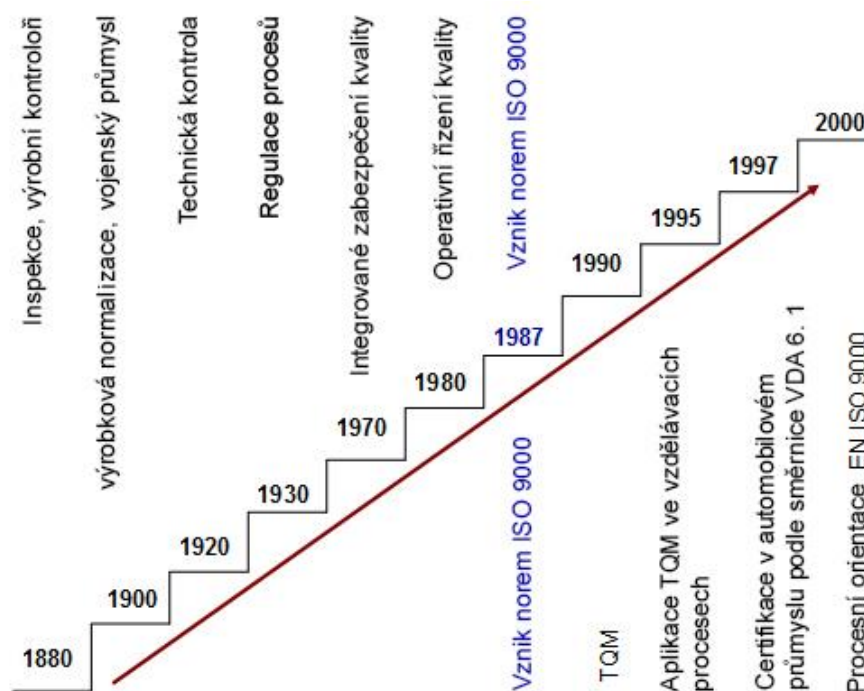 Inspekce, výrobní kontroloři
výrobková normalizace, vojenský průmysl
Technická kontrola
Regulace procesů
Integrované zabezpečení kvality
Operativní řízení kvality
Vznik norem ISO 9000
1880
1900
1920
1930
1970
1980
1987
1990
1995
1997
2000
Vznik norem ISO 9000
TQM
Aplikace TQM ve vzdělávacích
procesech
Certifikace v automobilovém
průmyslu podle směrnice VDA 6. 1
Procesní orientace EN ISO 9000